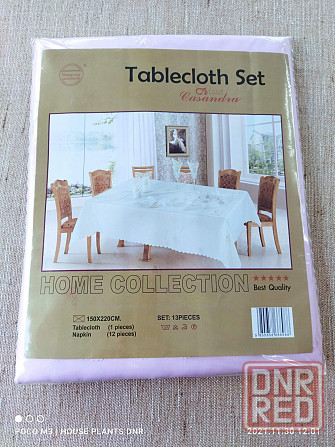 Tablecloth Set
Casandra
HOME COLLECTION
★★★★★
Best Quality
150X220CM.
SET: 13PIECES
Tablecloth (1 pieces)
Napkin (12 pieces)
DNR
RED
2021.11.30 12:01
POCO M3 | HOUSE PLANTS DNR